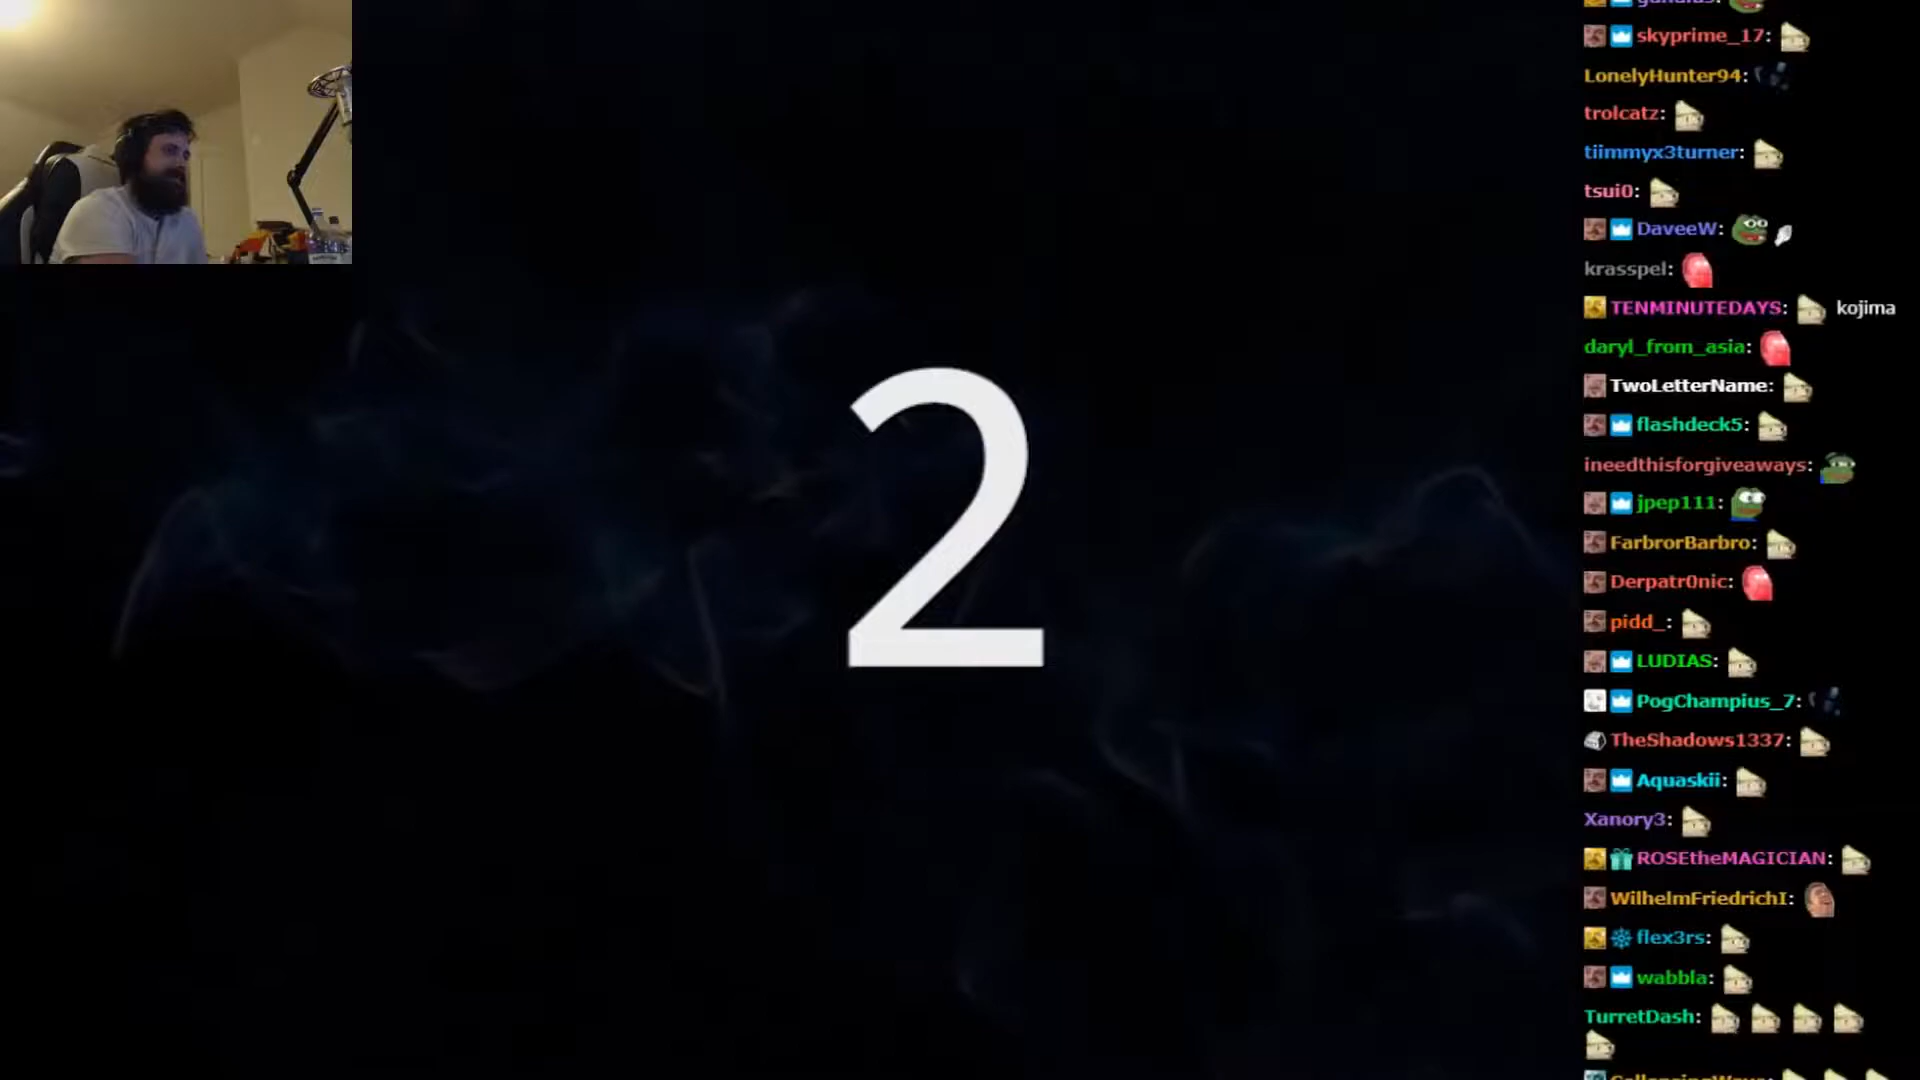 skyprime_17:
LonelyHunter94:
trolcatz:
tiimmyx3turner:
tsui0:
DaveeW:
krasspel:
TENMINUTEDAYS: kojima
daryl_from_asia:
TwoLetterName:
flashdeck5:
ineedthisforgiveaways:
jpep111:
FarbrorBarbro:
Derpatr0nic:
pidd_:
LUDIAS:
PogChampius_7:
TheShadows1337:
Aquaskii:
Xanory3:
ROSEtheMAGICIAN:
WilhelmFriedrichI:
flex3rs:
wabbla:
TurretDash:
2